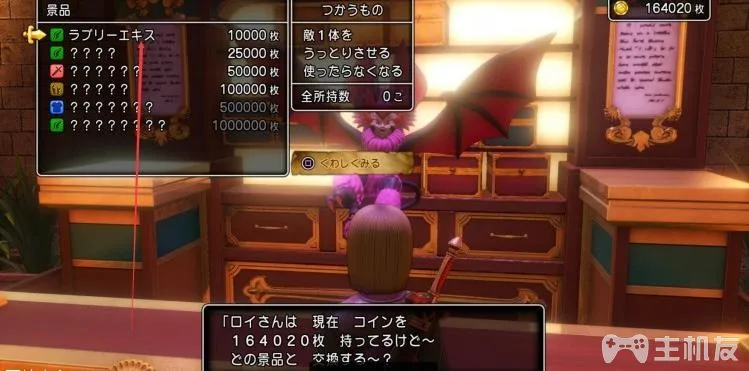 景品
ラブリーエキス 10000枚
???? 25000枚
?????? 50000枚
????? 100000枚
??????? 500000枚
???????? 1000000枚
つかうもの
敵1体を
うっとりさせる
使ったらなくなる
全所持数 0こ
164020枚
くわしくみる
「ロイさんは 現在 コインを
164020枚 持ってるけど〜
どの景品と 交換する〜?
主机友